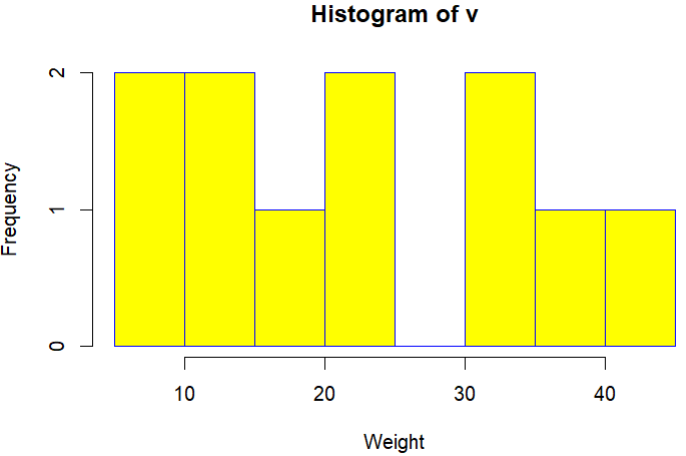 Histogram of v
Frequency
2
1
0
10 20 30 40
Weight